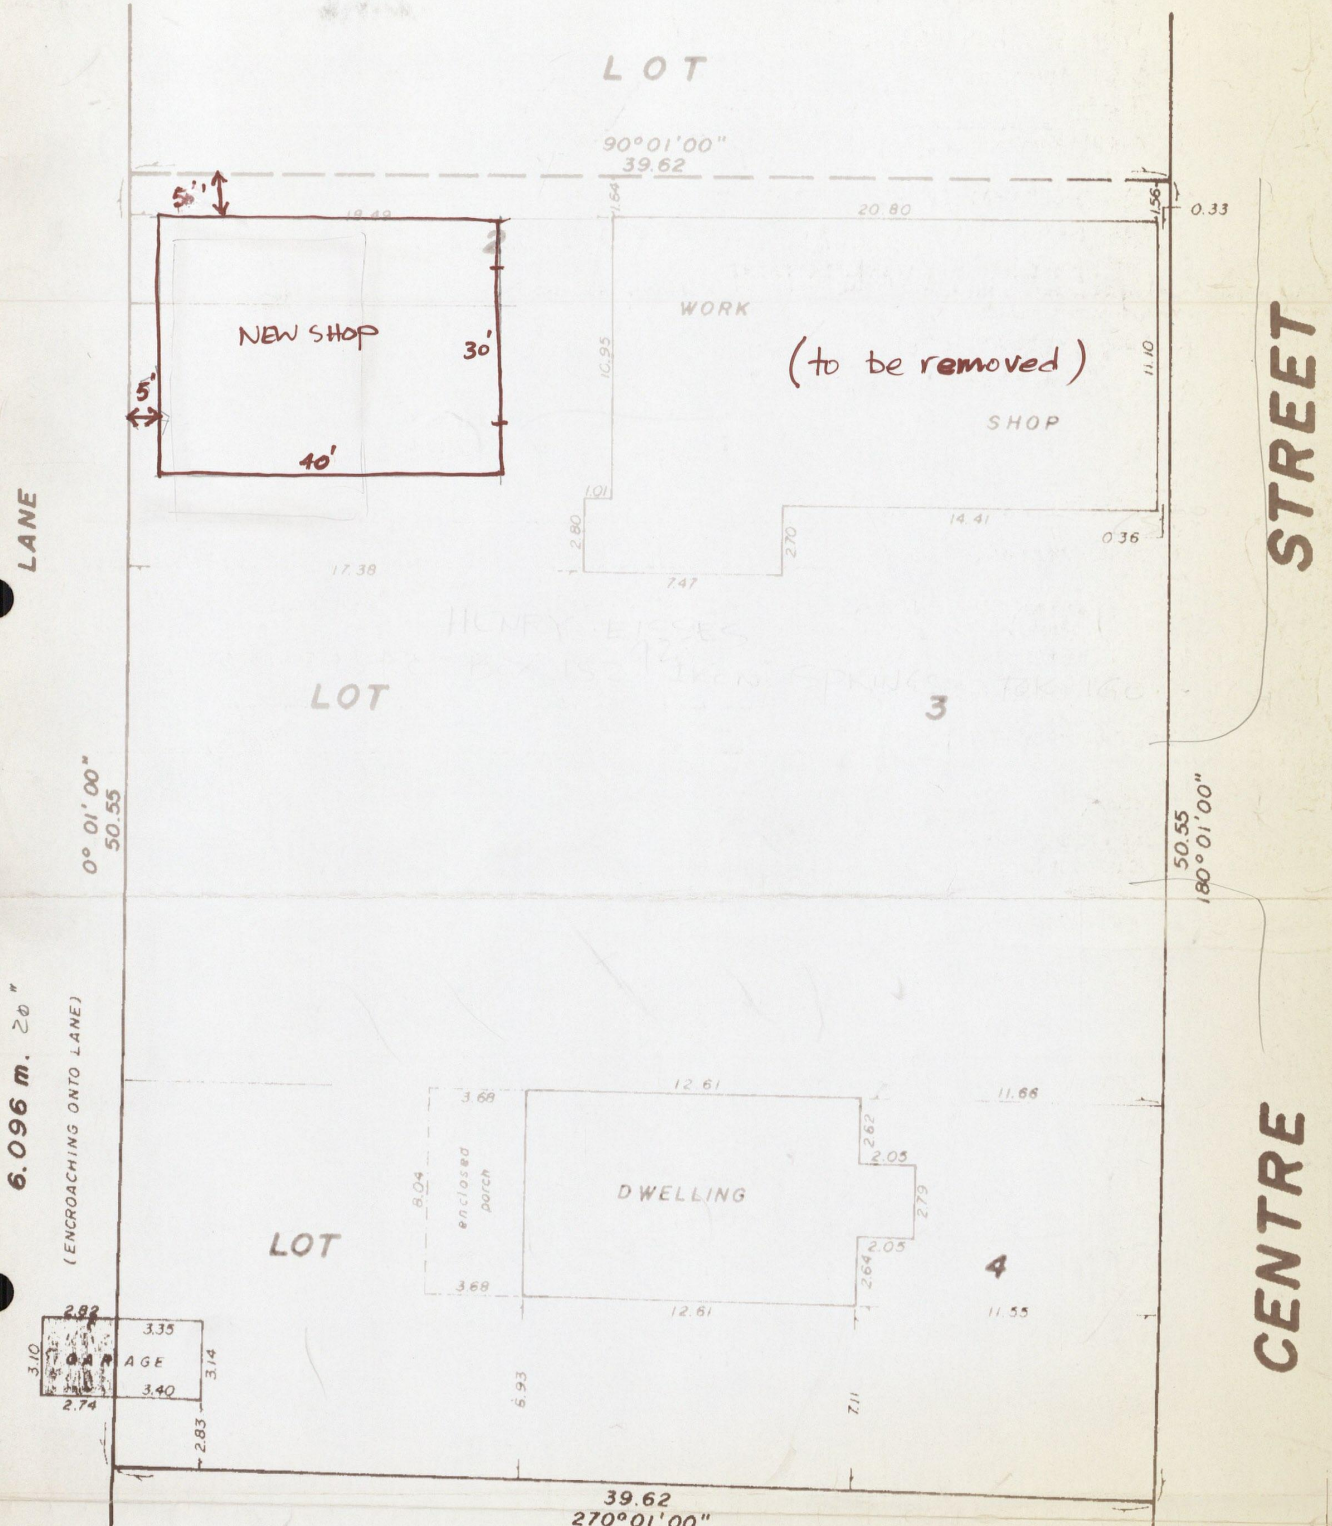 LOT
90°01'00"
39.62
5'
1.64
19.49
20.80
1.56
0.33
2
WORK
NEW SHOP
30'
10.95
(to be removed)
11.10
5'
SHOP
40'
STREET
LANE
1.01
2.80
2.70
14.41
0.36
17.38
7.47
LOT
3
0° 01' 00"
50.55
50.55
180°01'00"
6.096 m. 20"
(ENCROACHING ONTO LANE)
12.61
3.68
11.66
2.62
2.05
8.04
enclosed
porch
DWELLING
2.79
2.05
LOT
2.64
4
3.68
12.61
11.55
CENTRE
2.82
3.35
3.10
GARAGE
3.14
3.40
2.74
6.93
7.11
2.83
39.62
270°01'00"